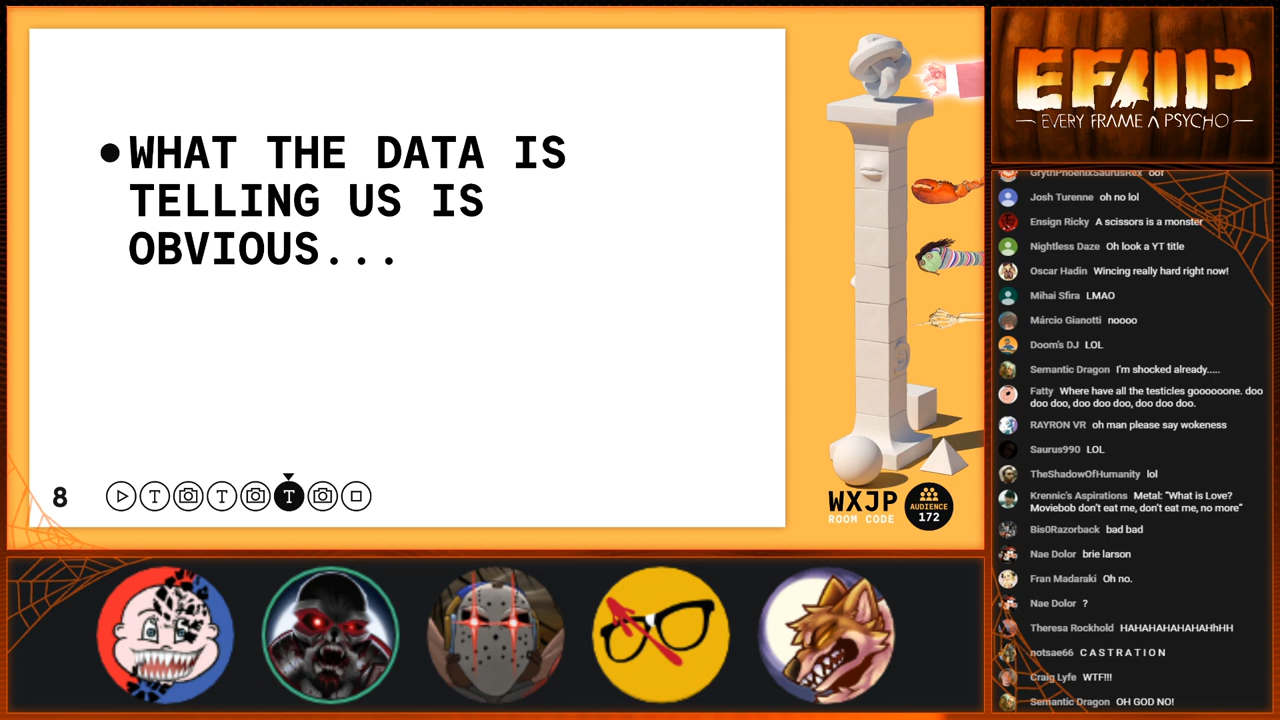 • WHAT THE DATA IS
TELLING US IS
OBVIOUS...
8
T
T
T
WXJP
ROOM CODE
AUDIENCE
172
EFAP
EVERY FRAME A PSYCHO
GrythPhoenixSaurusRex oof
Josh Turenne oh no lol
Ensign Ricky A scissors is a monster
Nightless Daze Oh look a YT title
Oscar Hadin Wincing really hard right now!
Mihai Sfira LMAO
Márcio Gianotti noooo
Doom's DJ LOL
Semantic Dragon I'm shocked already.....
Fatty Where have all the testicles goooooone. doo
doo doo, doo doo doo, doo doo doo.
RAYRON VR oh man please say wokeness
Saurus990 LOL
TheShadowOfHumanity lol
Krennic's Aspirations Metal: "What is Love?
Moviebob don't eat me, don't eat me, no more"
Bis0Razorback bad bad
Nae Dolor brie larson
Fran Madaraki Oh no.
Nae Dolor ?
Theresa Rockhold HAHAHAHAHAHAHhHH
notsae66 C A S T R A T I O N
Craig Lyfe WTF!!!
Semantic Dragon OH GOD NO!